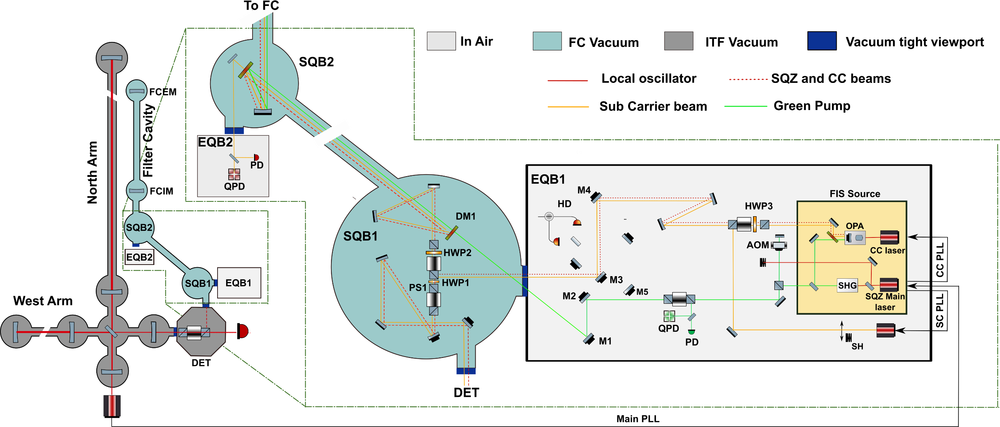 To FC
In Air
FC Vacuum
ITF Vacuum
Vacuum tight viewport
SQB2
Local oscillator
SQZ and CC beams
Sub Carrier beam
Green Pump
FCEM
Filter Cavity
North Arm
FCIM
EQB2
PD
QPD
SQB2
EQB2
SQB1
EQB1
West Arm
DET
SQB1
DM1
HWP2
HWP1
PS1
DET
EQB1
M4
HD
HWP3
FIS Source
OPA
AOM
CC laser
CC PLL
M3
M5
M2
SHG
SQZ Main
laser
SC PLL
QPD
PD
M1
SH
Main PLL